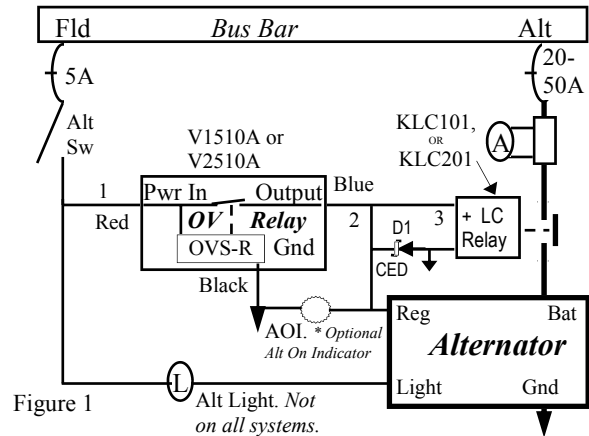 Fld Bus Bar Alt
5A
20-
50A
Alt
Sw
V1510A or
V2510A
KLC101,
OR
KLC201
A
1
Red
Pwr In Output
OV Relay
OVS-R Gnd
Blue
2
3
+ LC
Relay
D1
CED
Black
AOI. * Optional
Alt On Indicator
Reg Bat
Alternator
Light Gnd
L
Alt Light. Not
on all systems.
Figure 1